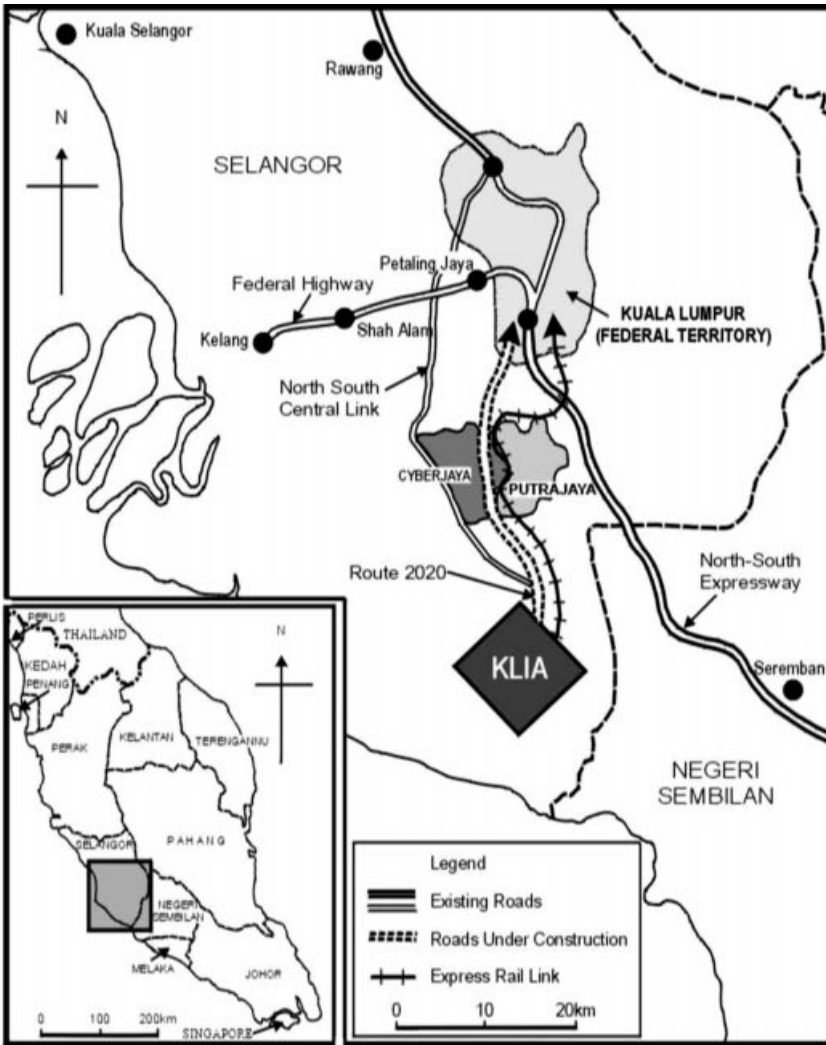 Kuala Selangor
Rawang
N
SELANGOR
Petaling Jaya
Federal Highway
KUALA LUMPUR
(FEDERAL TERRITORY)
Shah Alam
Kelang
North South
Central Link
CYBERJAYA
PUTRAJAYA
Route 2020
North-South
Expressway
KLIA
Seremban
NEGERI
SEMBILAN
PERLIS
THAILAND
N
KEDAH
PENANG
KELANTAN
TERENGANNU
PERAK
PAHANG
SELANGOR
NEGERI
SEMBILAN
MELAKA
JOHOR
0 100 200km
SINGAPORE
Legend
Existing Roads
Roads Under Construction
Express Rail Link
0 10 20km